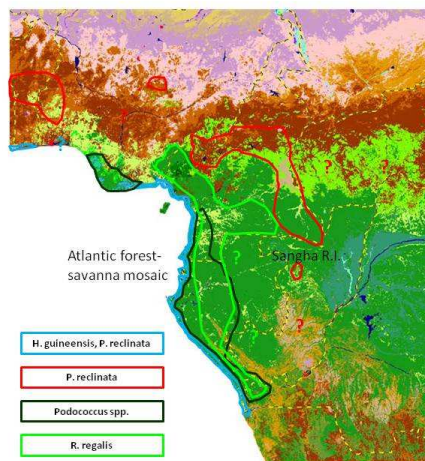 ?
?
?
?
?
Atlantic forest-
savanna mosaic
Sangha R.I.
?
?
?
H. guineensis, P. reclinata
P. reclinata
Podococcus spp.
R. regalis